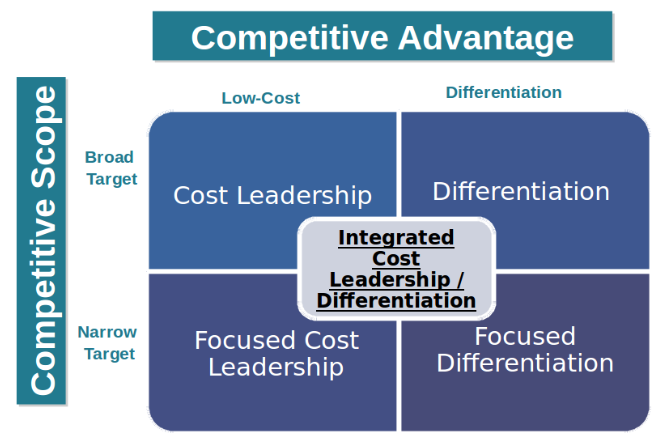 Competitive Advantage
Competitive Scope
Low-Cost
Differentiation
Broad
Target
Cost Leadership
Differentiation
Integrated
Cost
Leadership /
Differentiation
Narrow
Target
Focused Cost
Leadership
Focused
Differentiation